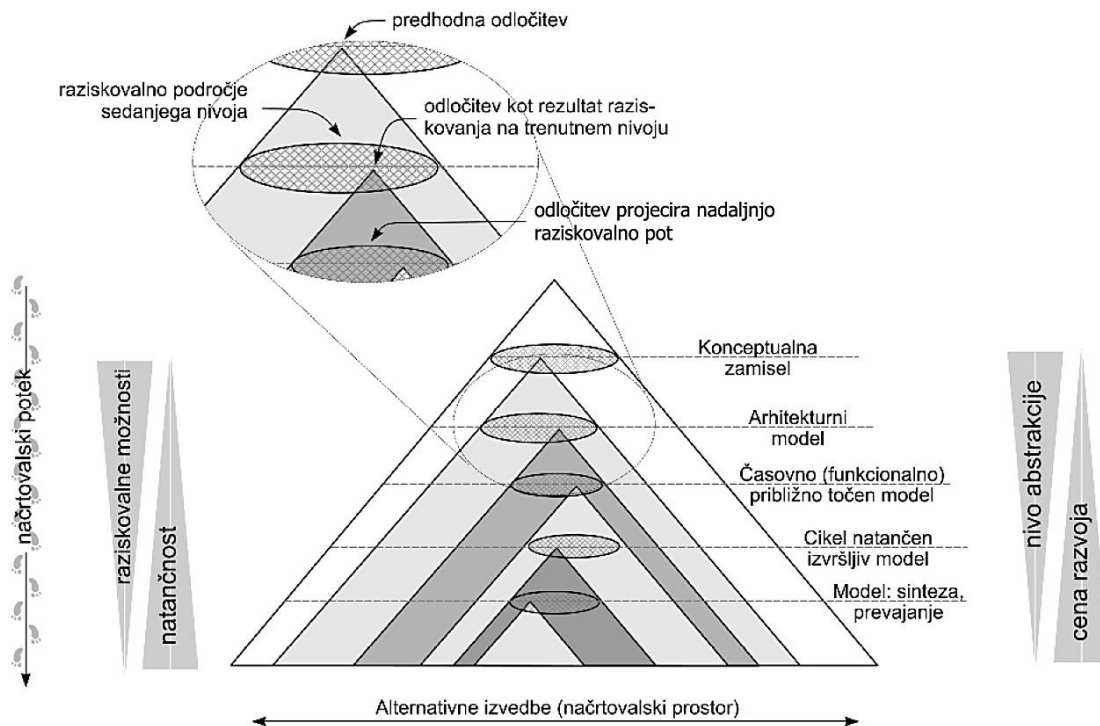 predhodna odločitev
raziskovalno področje
sedanjega nivoja
odločitev kot rezultat razis-
kovanja na trenutnem nivoju
odločitev projecira nadaljnjo
raziskovalno pot
načrtovalski potek
raziskovalne možnosti
natančnost
Konceptualna
zamisel
Arhitekturni
model
Časovno (funkcionalno)
približno točen model
Cikel natančen
izvršljiv model
Model: sinteza,
prevajanje
nivo abstrakcije
cena razvoja
Alternativne izvedbe (načrtovalski prostor)